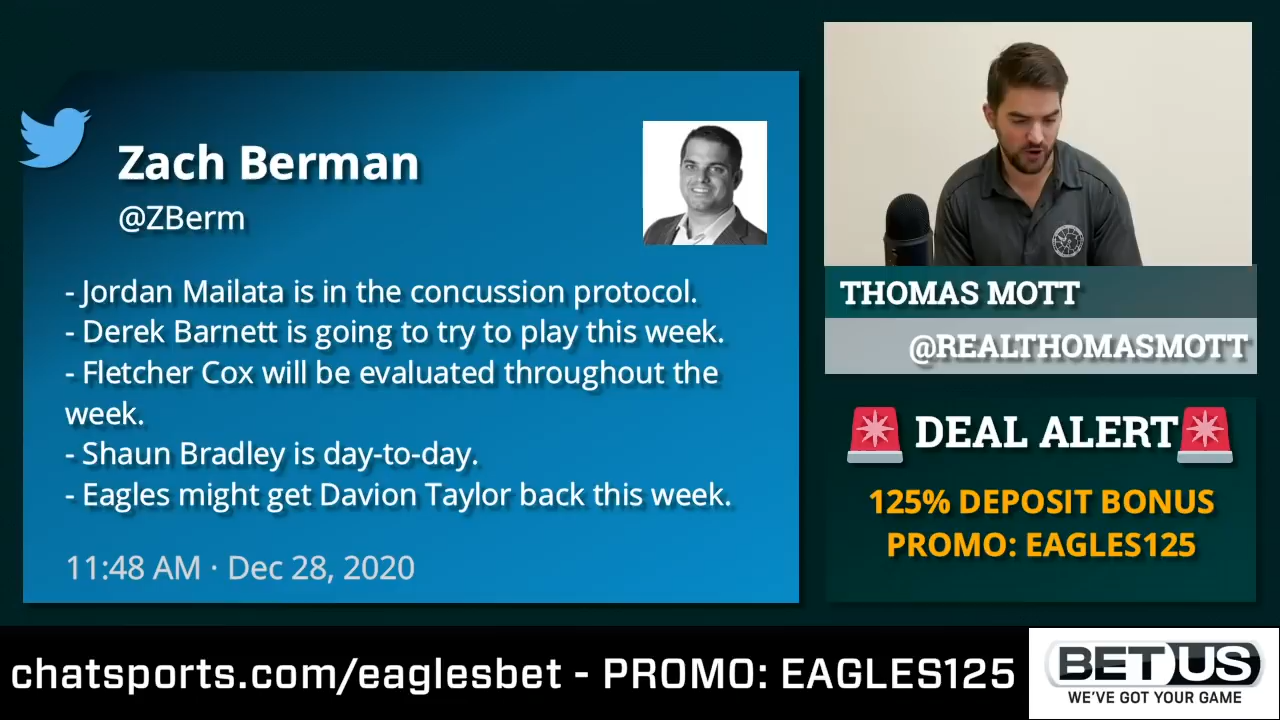 Zach Berman
@ZBerm
- Jordan Mailata is in the concussion protocol.
- Derek Barnett is going to try to play this week.
- Fletcher Cox will be evaluated throughout the
week.
- Shaun Bradley is day-to-day.
- Eagles might get Davion Taylor back this week.
11:48 AM · Dec 28, 2020
THOMAS MOTT
@REALTHOMASMOTT
DEAL ALERT
125% DEPOSIT BONUS
PROMO: EAGLES125
chatsports.com/eaglesbet - PROMO: EAGLES125
BETUS
WE'VE GOT YOUR GAME